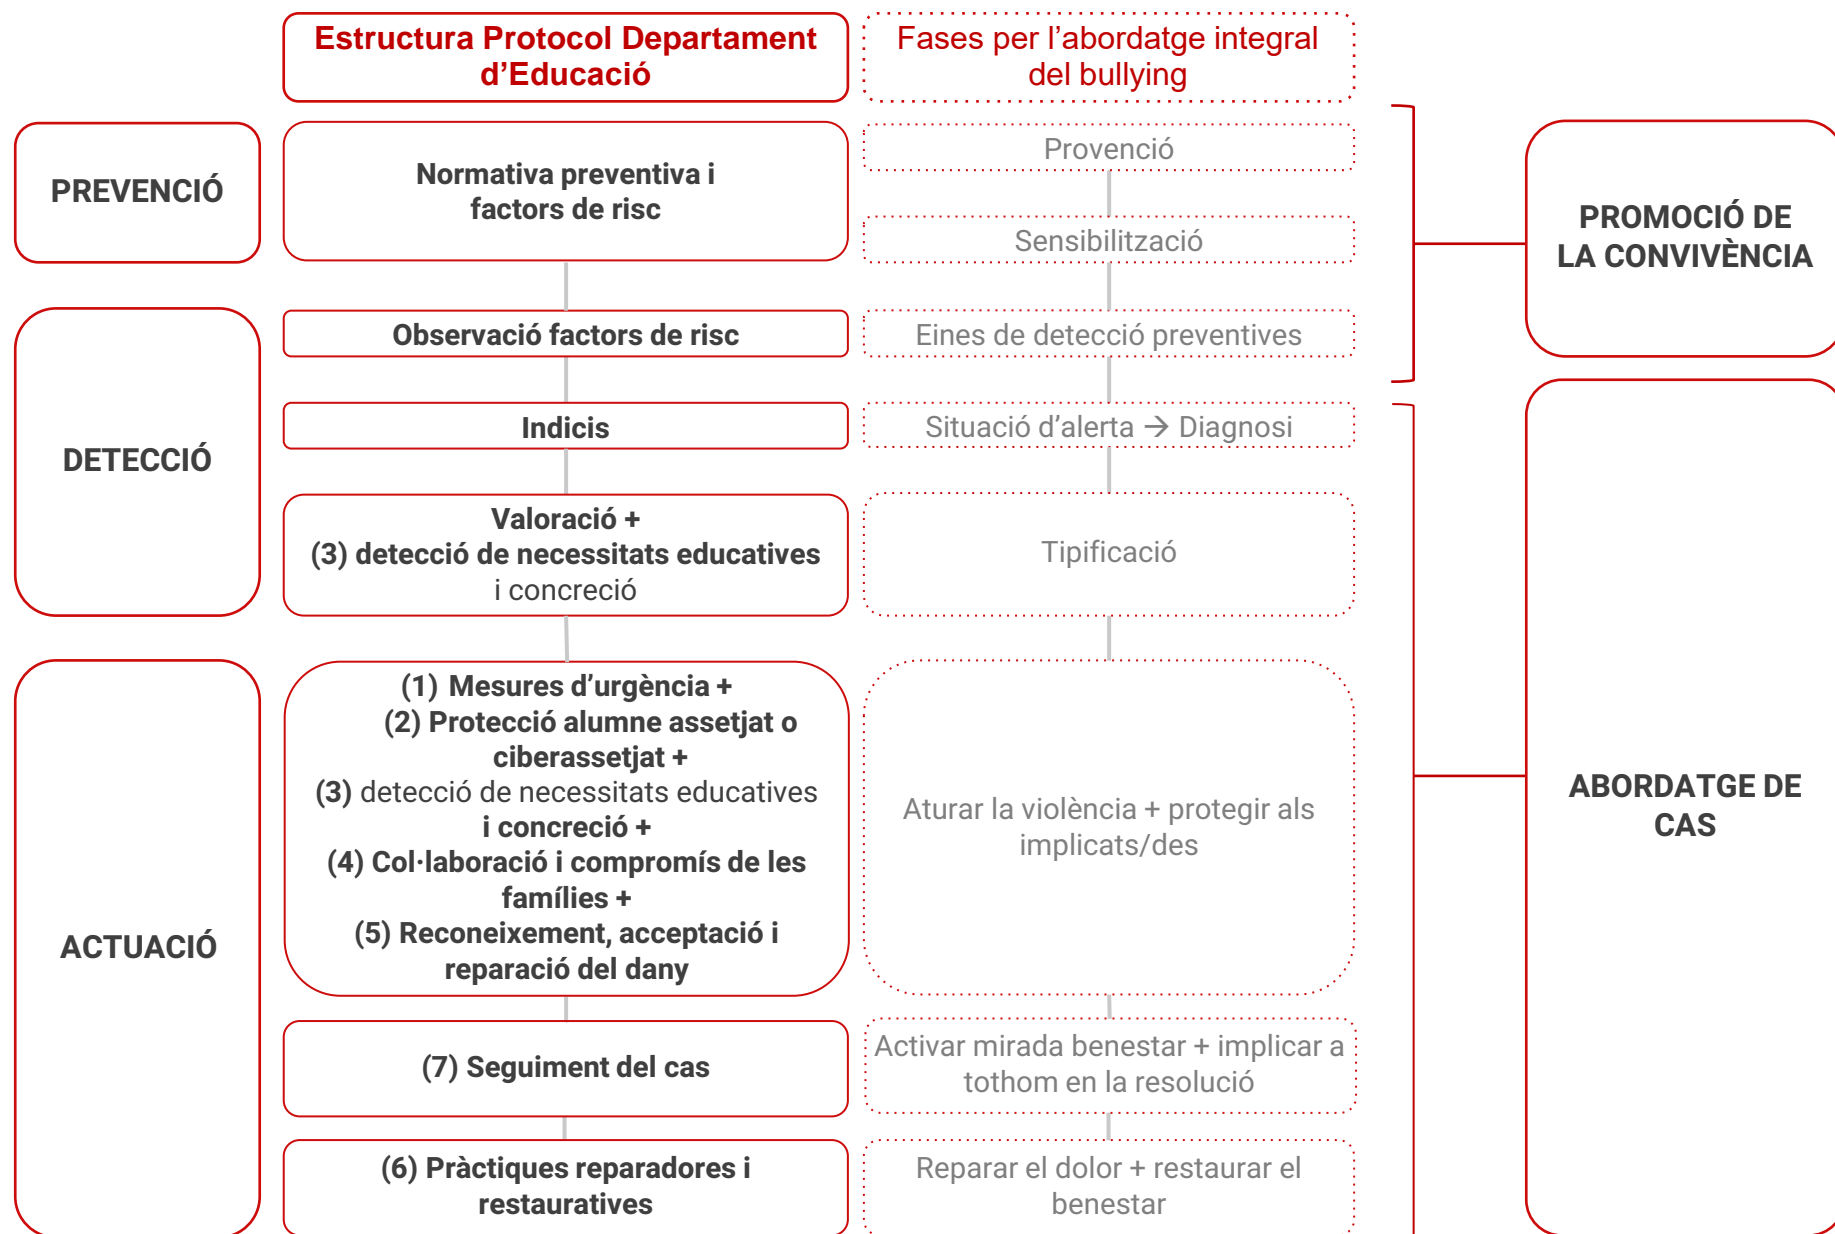 Estructura Protocol Departament
d’Educació
Fases per l’abordatge integral
del bullying
PREVENCIÓ
Normativa preventiva i
factors de risc
Provenció
Sensibilització
PROMOCIÓ DE
LA CONVIVÈNCIA
DETECCIÓ
Observació factors de risc
Eines de detecció preventives
Indicis
Situació d’alerta → Diagnosi
Valoració +
(3) detecció de necessitats educatives
i concreció
Tipificació
ACTUACIÓ
(1) Mesures d’urgència +
(2) Protecció alumne assetjat o
ciberassetjat +
(3) detecció de necessitats educatives
i concreció +
(4) Col·laboració i compromís de les
famílies +
(5) Reconeixement, acceptació i
reparació del dany
Aturar la violència + protegir als
implicats/des
ABORDATGE DE
CAS
(7) Seguiment del cas
Activar mirada benestar + implicar a
tothom en la resolució
(6) Pràctiques reparadores i
restauratives
Reparar el dolor + restaurar el
benestar